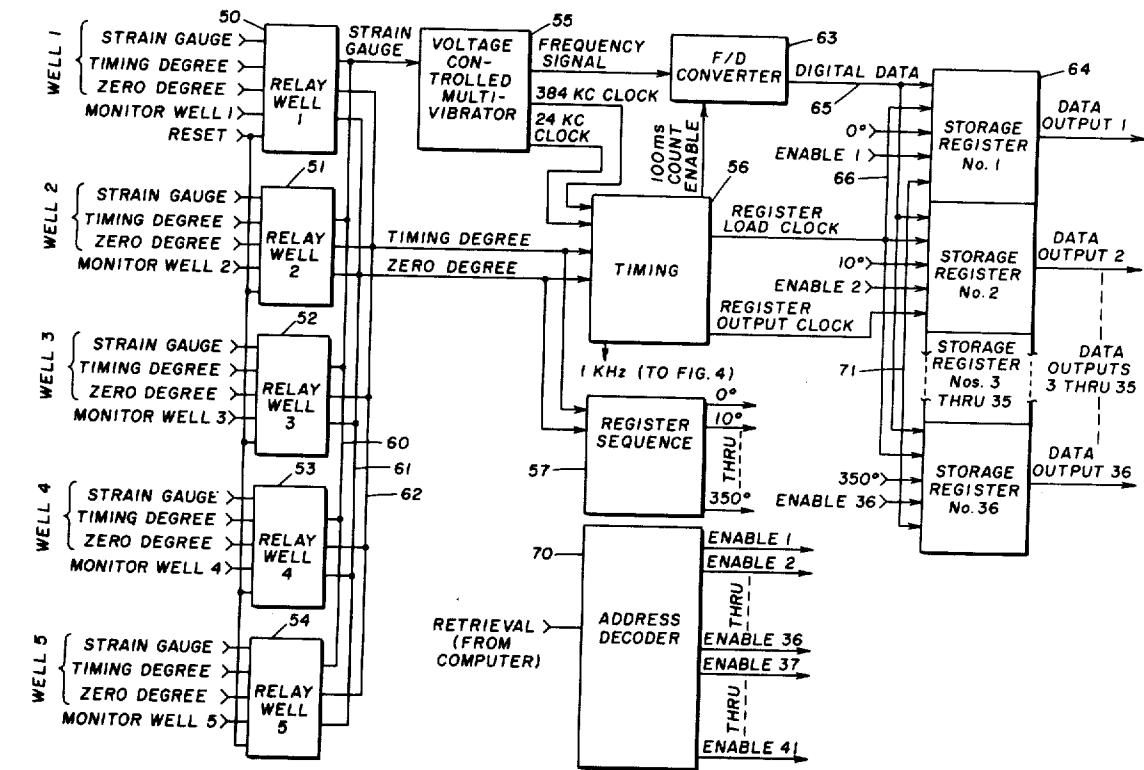 50
WELL 1
STRAIN GAUGE
TIMING DEGREE
ZERO DEGREE
MONITOR WELL 1
RESET
RELAY
WELL
1
STRAIN
GAUGE
55
VOLTAGE
CON-
TROLLED
MULTI-
VIBRATOR
FREQUENCY
SIGNAL
384 KC CLOCK
24 KC
CLOCK
63
F/D
CONVERTER
DIGITAL DATA
65
100ms
COUNT
ENABLE
64
0°
ENABLE 1
66
STORAGE
REGISTER
No. 1
DATA
OUTPUT 1
51
WELL 2
STRAIN GAUGE
TIMING DEGREE
ZERO DEGREE
MONITOR WELL 2
RELAY
WELL
2
TIMING DEGREE
ZERO DEGREE
56
TIMING
REGISTER
LOAD CLOCK
REGISTER
OUTPUT CLOCK
1 KHz (TO FIG. 4)
10°
ENABLE 2
STORAGE
REGISTER
No. 2
DATA
OUTPUT 2
52
WELL 3
STRAIN GAUGE
TIMING DEGREE
ZERO DEGREE
MONITOR WELL 3
RELAY
WELL
3
60
61
62
REGISTER
SEQUENCE
57
0°
10°
THRU
350°
71
STORAGE
REGISTER
Nos. 3
THRU 35
DATA
OUTPUTS
3 THRU 35
53
WELL 4
STRAIN GAUGE
TIMING DEGREE
ZERO DEGREE
MONITOR WELL 4
RELAY
WELL
4
350°
ENABLE 36
STORAGE
REGISTER
No. 36
DATA
OUTPUT 36
54
WELL 5
STRAIN GAUGE
TIMING DEGREE
ZERO DEGREE
MONITOR WELL 5
RELAY
WELL
5
70
RETRIEVAL
(FROM
COMPUTER)
ADDRESS
DECODER
ENABLE 1
ENABLE 2
THRU
ENABLE 36
ENABLE 37
THRU
ENABLE 41